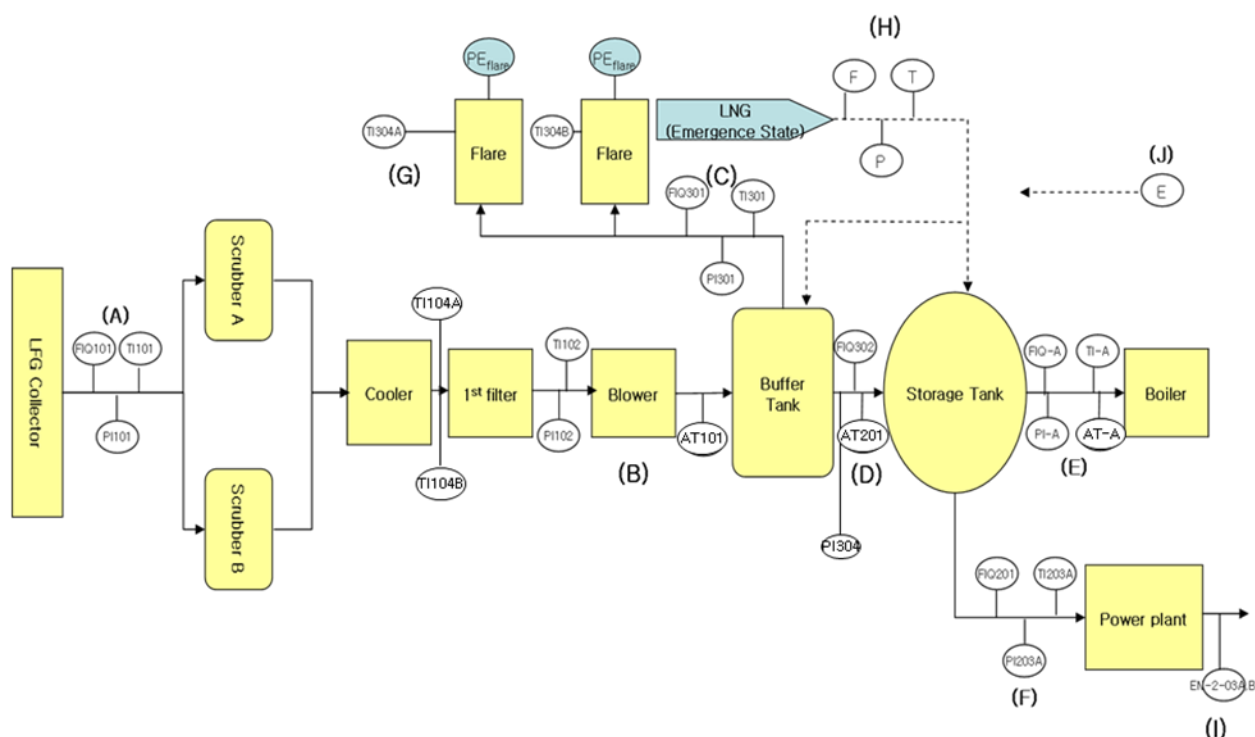 (H)
PEflare
PEflare
F
T
LNG
(Emergence State)
TI304A
TI304B
Flare
Flare
P
(G)
(C)
(J)
E
FIQ301
TI301
PI301
Scrubber A
LFG Collector
(A)
FIQ101
TI101
PI101
TI104A
Cooler
1st filter
TI102
PI102
Blower
AT101
Buffer
Tank
FIQ302
AT201
Storage Tank
FIQ-A
TI-A
PI-A
AT-A
Boiler
TI104B
(B)
(D)
(E)
Scrubber B
PI304
FIQ201
TI203A
PI203A
Power plant
EN-2-03A,B
(F)
(I)